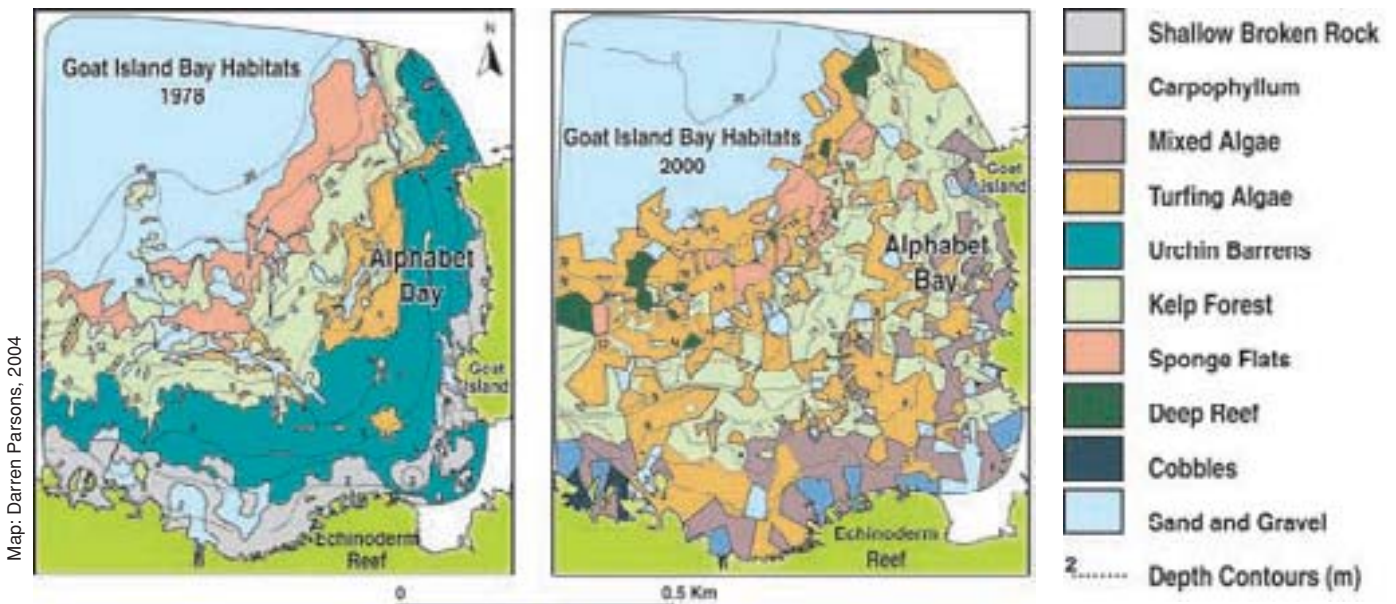 Goat Island Bay Habitats
1978
N
Alphabet
Day
Goat
Island
Echinoderm
Reef
Map: Darren Parsons, 2004
Goat Island Bay Habitats
2000
Goat
Island
Alphabet
Bay
Echinoderm
Reef
0
0.5 Km
Shallow Broken Rock
Carpophyllum
Mixed Algae
Turfing Algae
Urchin Barrens
Kelp Forest
Sponge Flats
Deep Reef
Cobbles
Sand and Gravel
2
Depth Contours (m)